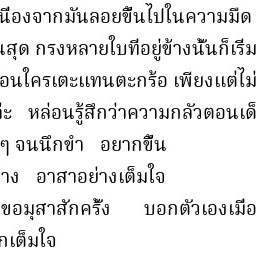 นื่องจากมันลอยขึ้นไปในความมืด
นสุด กรงหลายใบที่อยู่ข้างนั้นก็เริ่ม
อนใครเตะแทนตะกร้อ เพียงแต่ไม่
ะ หล่อนรู้สึกว่าความกลัวตอนเด็
ๆ จนนึกขำ อยากขึ้น
าง อาสาอย่างเต็มใจ
ขอมุสาสักครั้ง บอกตัวเองเมื่อ
กเต็มใจ